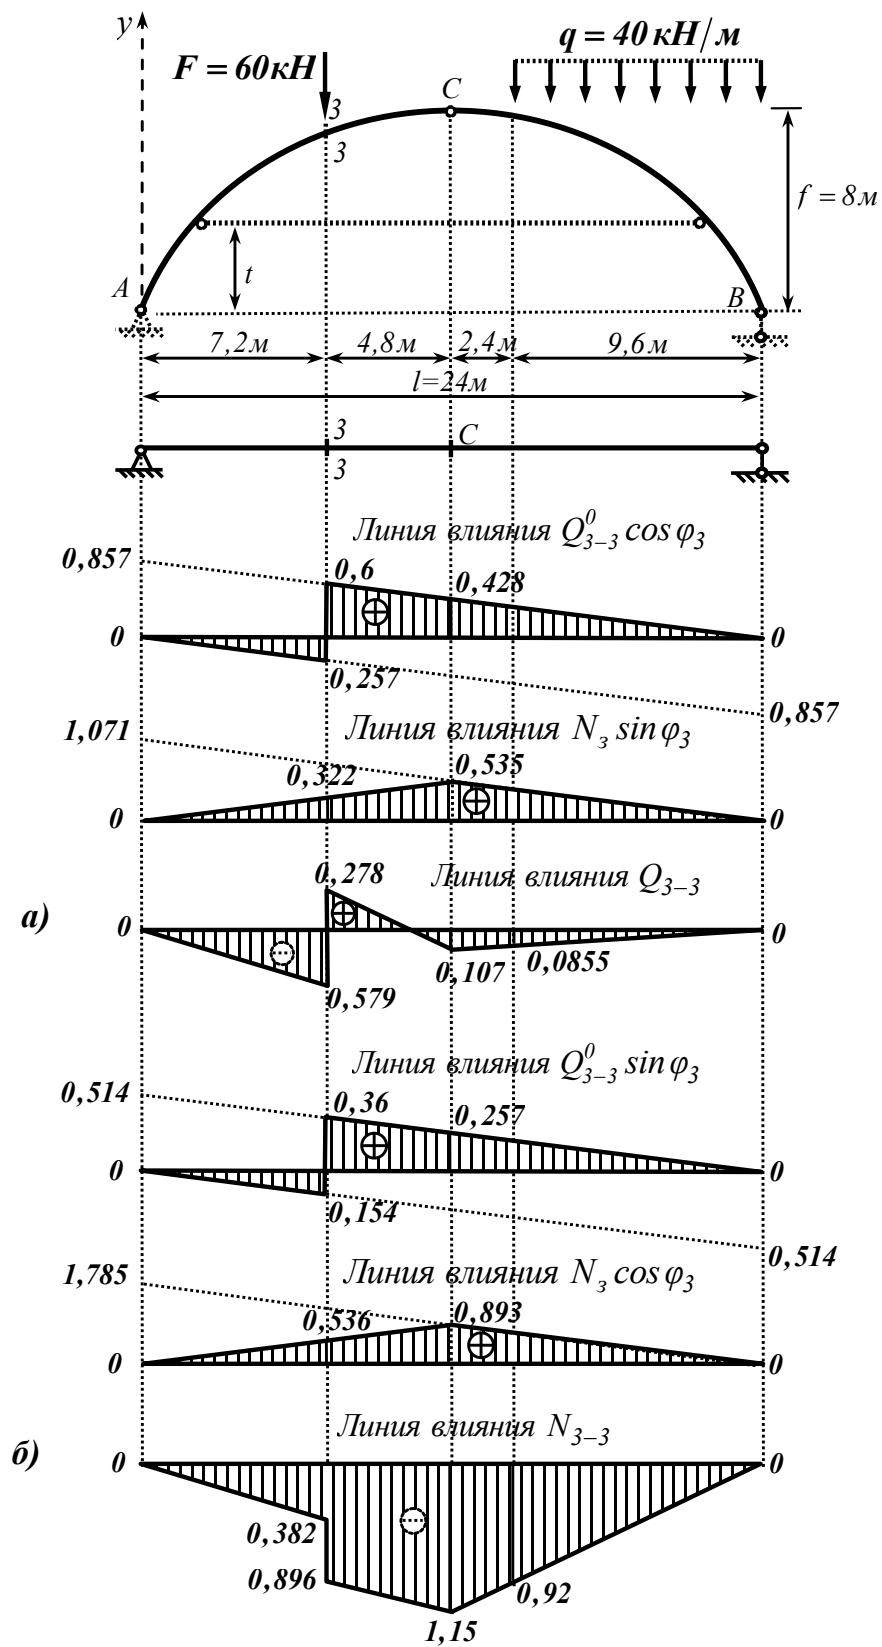 y
F = 60кН
q = 40 кН/м
C
3
3
f = 8м
t
A
B
7,2м 4,8м 2,4м 9,6м
l=24м
3
C
3
Линия влияния Q⁰₃₋₃ cos φ₃
0,857
0,6
0,428
0
0
0,257
0,857
Линия влияния Nз sin φ₃
1,071
0,322
0,535
0
0
0,278
Линия влияния Q₃₋₃
а)
0
0
0,107
0,0855
0,579
Линия влияния Q⁰₃₋₃ sin φ₃
0,514
0,36
0,257
0
0
0,154
0,514
Линия влияния Nз cos φ₃
1,785
0,536
0,893
0
0
Линия влияния N₃₋₃
б)
0
0
0,382
0,896
0,92
1,15